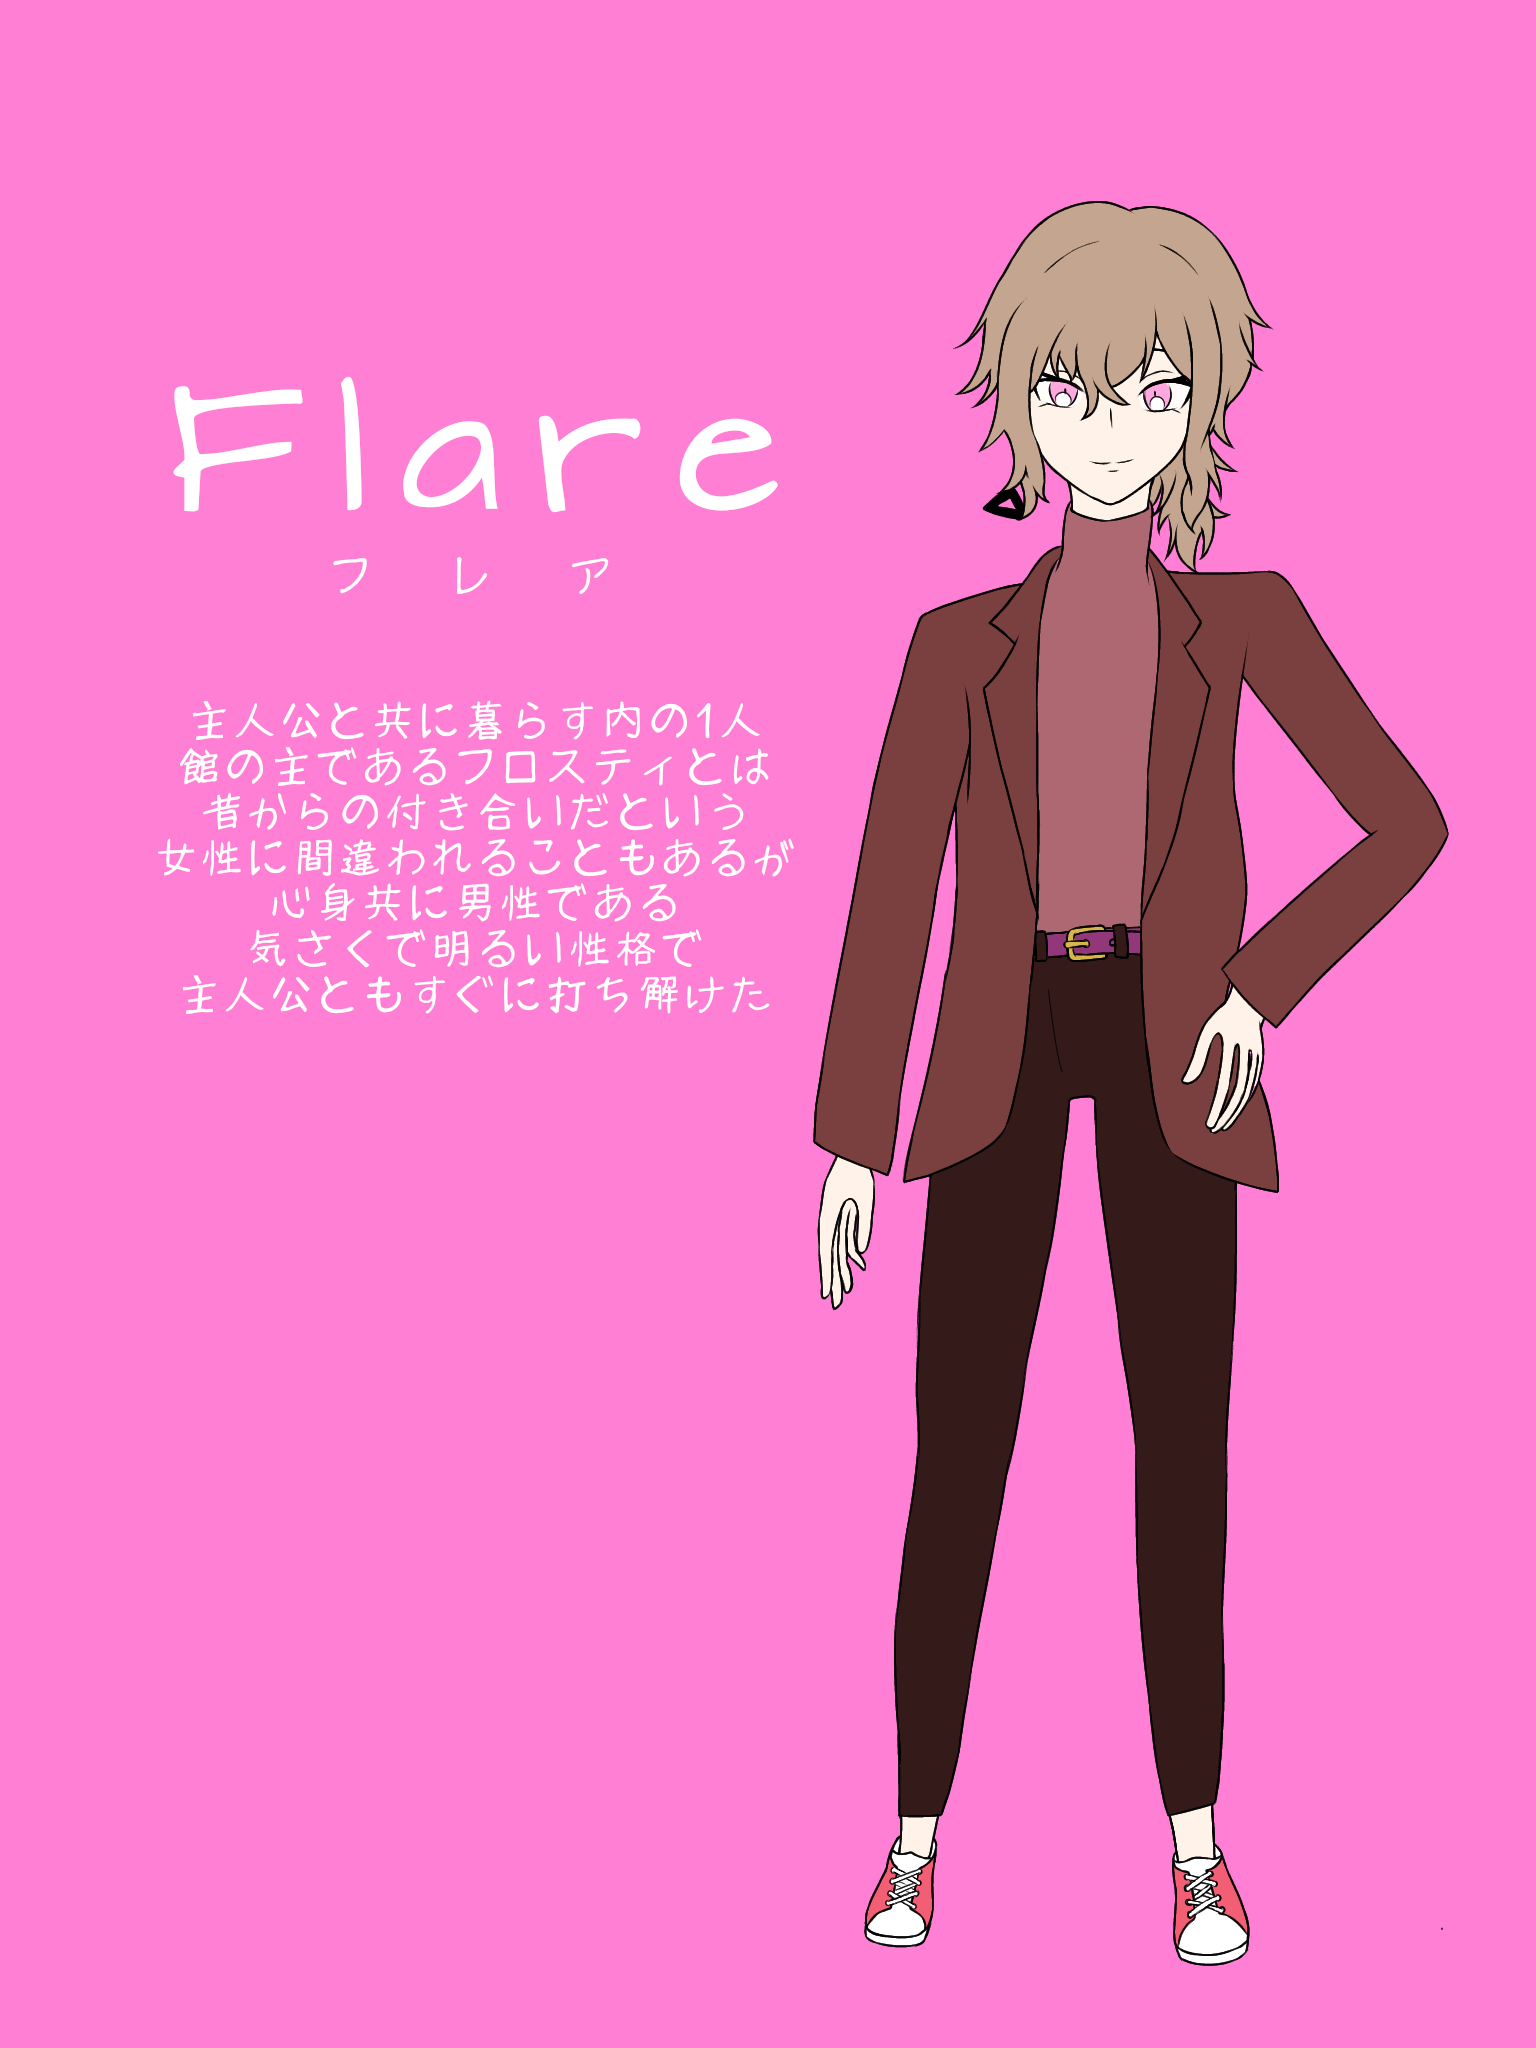 Flare
フレア
主人公と共に暮らす内の1人
館の主であるフロスティとは
昔からの付き合いだという
女性に間違われることもあるが
心身共に男性である
気さくで明るい性格で
主人公ともすぐに打ち解けた